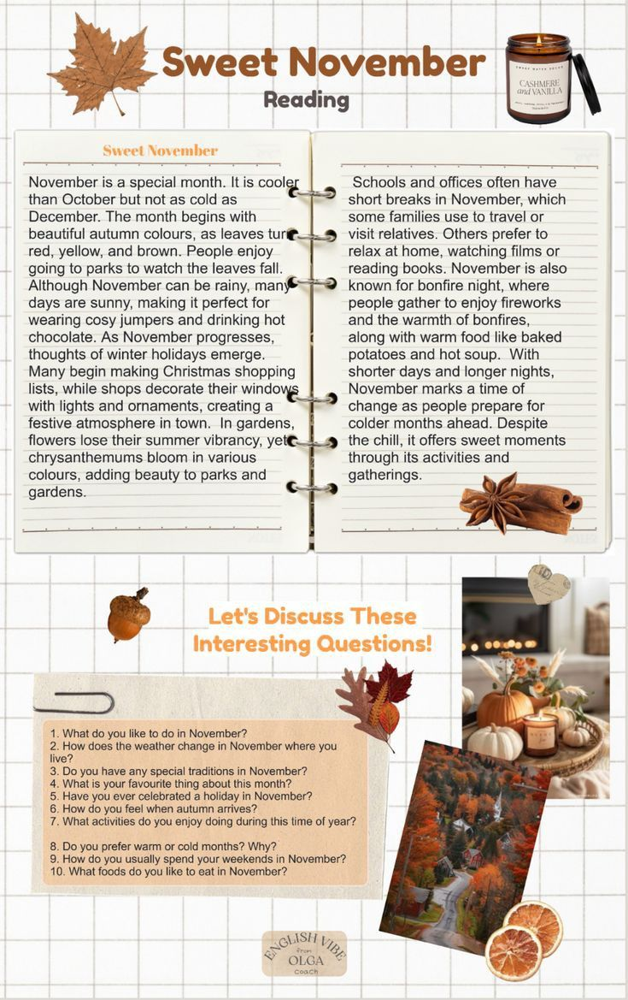 Sweet November
Reading
CASHMERE
and VANILLA
Sweet November
November is a special month. It is cooler
than October but not as cold as
December. The month begins with
beautiful autumn colours, as leaves turn
red, yellow, and brown. People enjoy
going to parks to watch the leaves fall.
Although November can be rainy, many
days are sunny, making it perfect for
wearing cosy jumpers and drinking hot
chocolate. As November progresses,
thoughts of winter holidays emerge.
Many begin making Christmas shopping
lists, while shops decorate their windows
with lights and ornaments, creating a
festive atmosphere in town.  In gardens,
flowers lose their summer vibrancy, yet
chrysanthemums bloom in various
colours, adding beauty to parks and
gardens.
Schools and offices often have
short breaks in November, which
some families use to travel or
visit relatives. Others prefer to
relax at home, watching films or
reading books. November is also
known for bonfire night, where
people gather to enjoy fireworks
and the warmth of bonfires,
along with warm food like baked
potatoes and hot soup.  With
shorter days and longer nights,
November marks a time of
change as people prepare for
colder months ahead. Despite
the chill, it offers sweet moments
through its activities and
gatherings.
Let's Discuss These
Interesting Questions!
1. What do you like to do in November?
2. How does the weather change in November where you
live?
3. Do you have any special traditions in November?
4. What is your favourite thing about this month?
5. Have you ever celebrated a holiday in November?
6. How do you feel when autumn arrives?
7. What activities do you enjoy doing during this time of year?
8. Do you prefer warm or cold months? Why?
9. How do you usually spend your weekends in November?
10. What foods do you like to eat in November?
ENGLISH VIBE
from
OLGA
coach